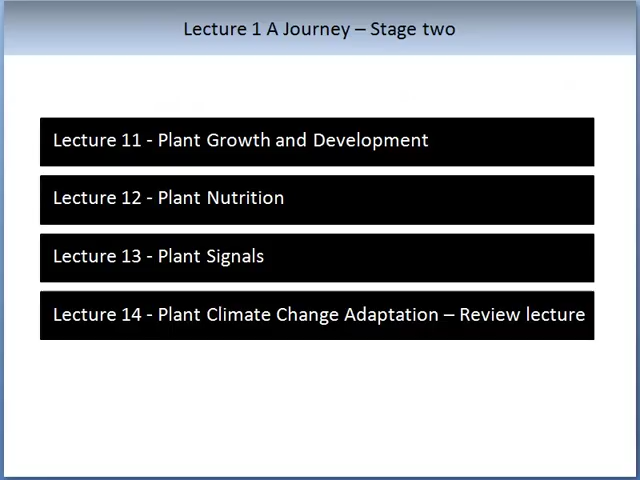 Lecture 1 A Journey – Stage two
Lecture 11 - Plant Growth and Development
Lecture 12 - Plant Nutrition
Lecture 13 - Plant Signals
Lecture 14 - Plant Climate Change Adaptation – Review lecture